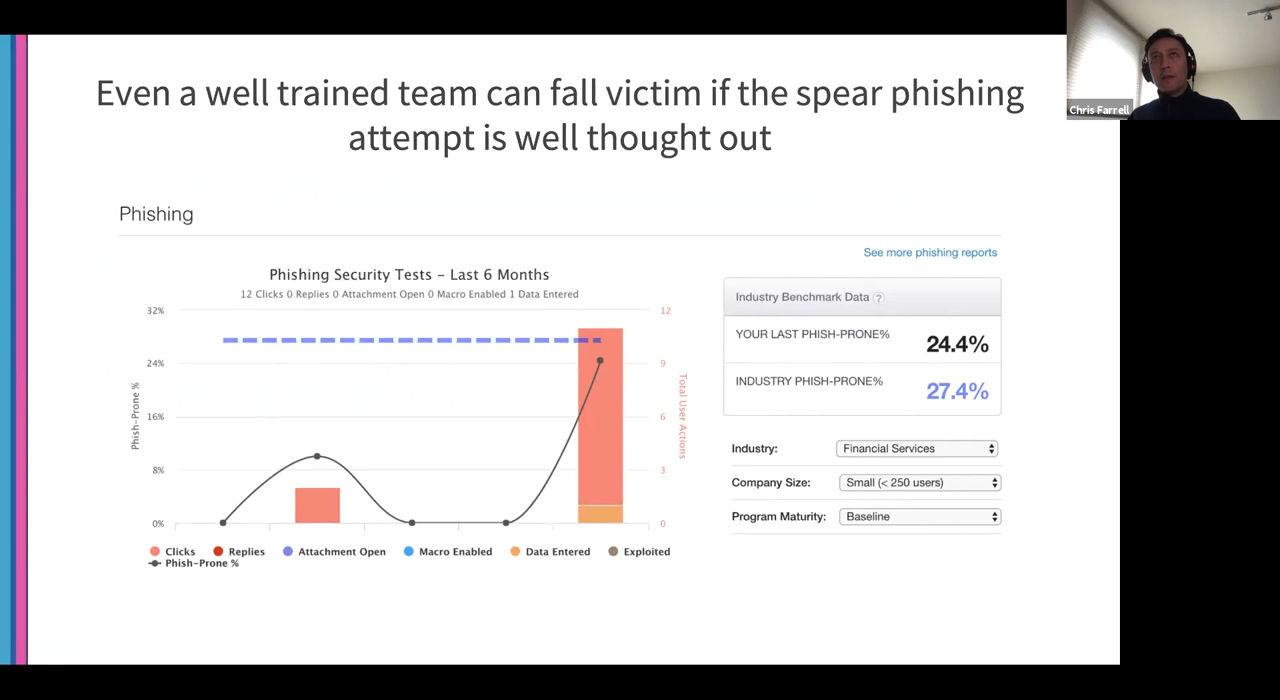 Even a well trained team can fall victim if the spear phishing
attempt is well thought out
Chris Farrell
Phishing
See more phishing reports
Phishing Security Tests – Last 6 Months
12 Clicks 0 Replies 0 Attachment Open 0 Macro Enabled 1 Data Entered
32%
24%
16%
8%
0%
Phish-Prone %
12
9
6
3
0
Total User Actions
Clicks Replies Attachment Open Macro Enabled Data Entered Exploited
Phish-Prone %
Industry Benchmark Data ?
YOUR LAST PHISH-PRONE% 24.4%
INDUSTRY PHISH-PRONE% 27.4%
Industry: Financial Services
Company Size: Small (< 250 users)
Program Maturity: Baseline